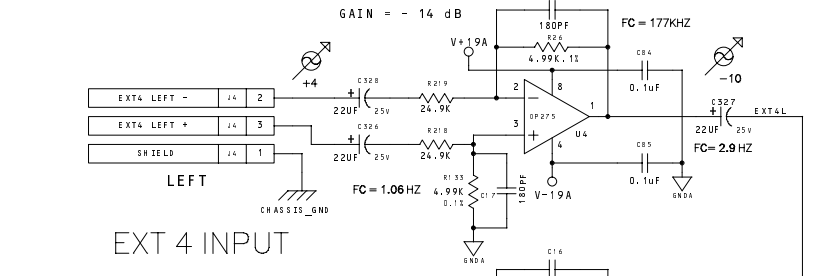 GAIN = - 14 dB
180PF
FC = 177KHZ
V+19A
R26
4.99K.1%
C84
0.1uF
+4
-10
C328
22UF 25V
R219
24.9K
2
8
1
3
4
OP275
U4
C327
22UF 25V
EXT4L
FC= 2.9 HZ
EXT4 LEFT - J4 2
EXT4 LEFT + J4 3
SHIELD J4 1
LEFT
C326
22UF 25V
R218
24.9K
C85
0.1uF
GNDA
V-19A
FC = 1.06 HZ
R133
4.99K
0.1%
C17
180PF
CHASSIS_GND
EXT 4 INPUT
GNDA
C16